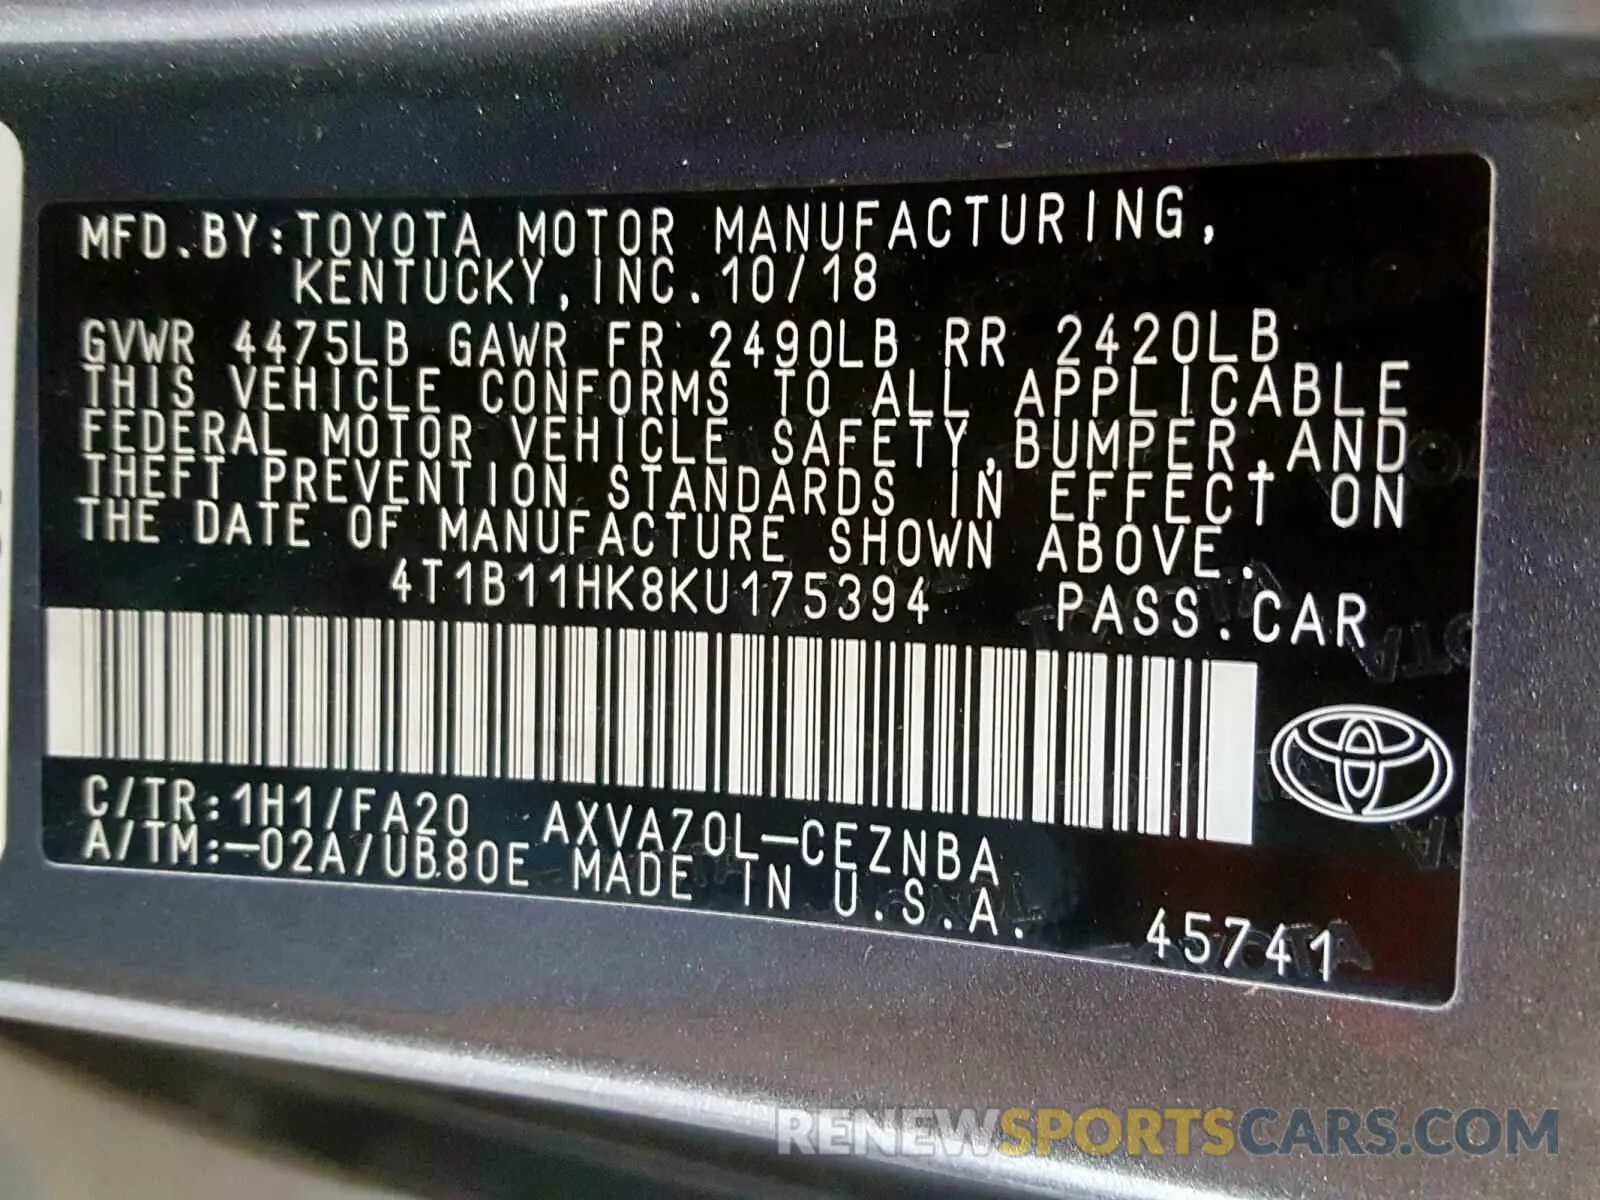 MFD.BY:TOYOTA MOTOR MANUFACTURING,
KENTUCKY,INC.10/18
GVWR 4475LB GAWR FR 2490LB RR 2420LB
THIS VEHICLE CONFORMS TO ALL APPLICABLE
FEDERAL MOTOR VEHICLE SAFETY,BUMPER,AND
THEFT PREVENTION STANDARDS IN EFFECT ON
THE DATE OF MANUFACTURE SHOWN ABOVE.
4T1B11HK8KU175394 PASS.CAR
C/TR:1H1/FA20 AXVA70L-CEZNBA
A/TM:-02A/UB80E MADE IN U.S.A.
45741
RENEWSPORTSCARS.COM